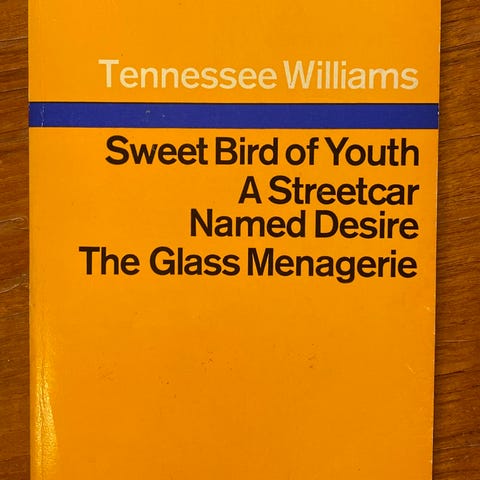 Tennessee Williams
Sweet Bird of Youth
A Streetcar
Named Desire
The Glass Menagerie